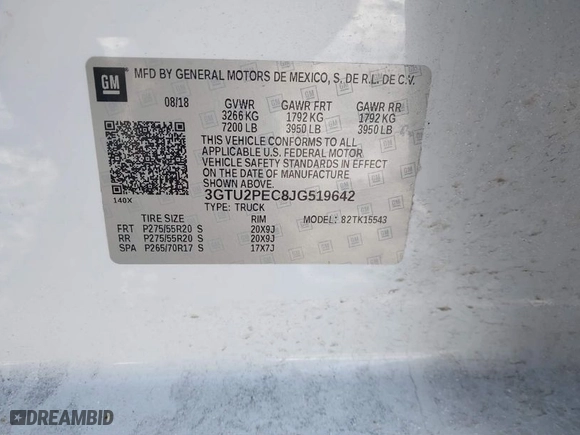 GM MFD BY GENERAL MOTORS DE MEXICO, S. DE R.L. DE C.V.
08/18 GVWR GAWR FRT GAWR RR
3266 KG 1792 KG 1792 KG
7200 LB 3950 LB 3950 LB
THIS VEHICLE CONFORMS TO ALL
APPLICABLE U.S. FEDERAL MOTOR
VEHICLE SAFETY STANDARDS IN EFFECT
ON THE DATE OF MANUFACTURE
SHOWN ABOVE.
140X 3GTU2PEC8JG519642
TYPE: TRUCK
TIRE SIZE RIM MODEL: 82TK15543
FRT P275/55R20 S 20X9J
RR P275/55R20 S 20X9J
SPA P265/70R17 S 17X7J
DREAMBID